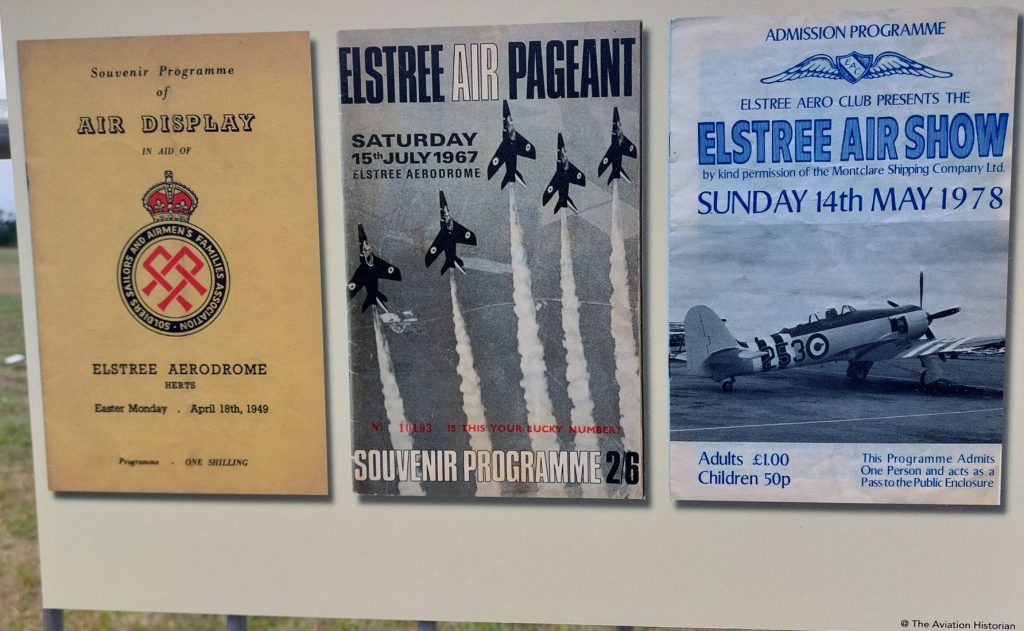 Souvenir Programme
of
AIR DISPLAY
IN AID OF
SOLDIERS SAILORS AND AIRMEN'S FAMILIES ASSOCIATION
ELSTREE AERODROME
HERTS
Easter Monday . April 18th, 1949
Programme - ONE SHILLING
ELSTREE AIR PAGEANT
SATURDAY
15th JULY 1967
ELSTREE AERODROME
No 10193 IS THIS YOUR LUCKY NUMBER?
SOUVENIR PROGRAMME 2/6
ADMISSION PROGRAMME
EAC
ELSTREE AERO CLUB PRESENTS THE
ELSTREE AIR SHOW
by kind permission of the Montclare Shipping Company Ltd.
SUNDAY 14th MAY 1978
253
Adults £1.00
Children 50p
This Programme Admits
One Person and acts as a
Pass to the Public Enclosure
@ The Aviation Historian